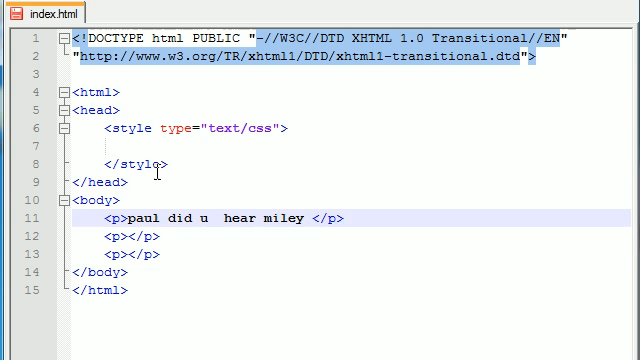 index.html
1 <!DOCTYPE html PUBLIC "-//W3C//DTD XHTML 1.0 Transitional//EN"
2 "http://www.w3.org/TR/xhtml1/DTD/xhtml1-transitional.dtd">
3
4 <html>
5 <head>
6 <style type="text/css">
7
8 </style>
9 </head>
10 <body>
11 <p>paul did u  hear miley </p>
12 <p></p>
13 <p></p>
14 </body>
15 </html>